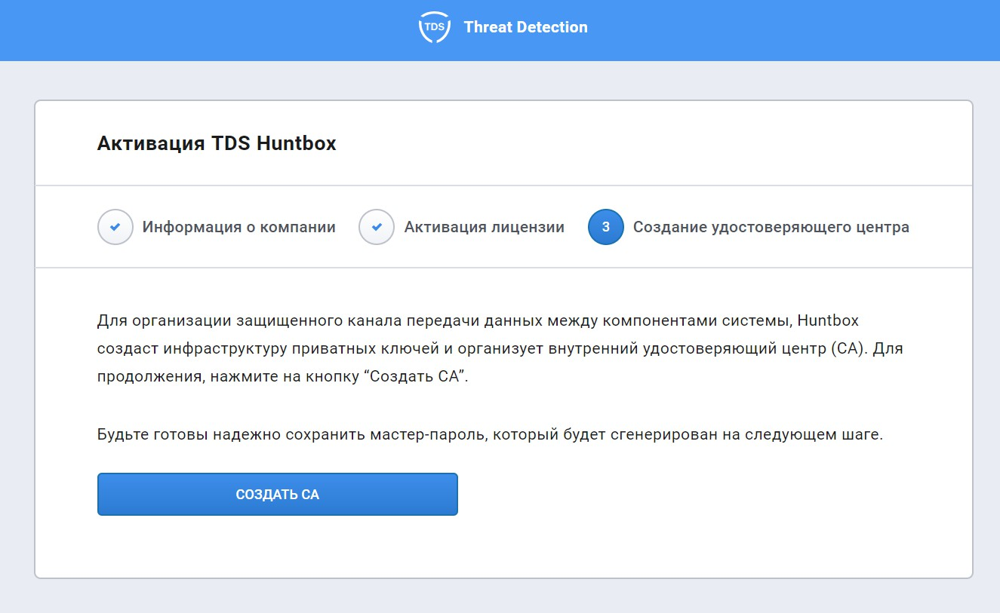 TDS Threat Detection
Активация TDS Huntbox
Информация о компании Активация лицензии 3 Создание удостоверяющего центра
Для организации защищенного канала передачи данных между компонентами системы, Huntbox
создаст инфраструктуру приватных ключей и организует внутренний удостоверяющий центр (CA). Для
продолжения, нажмите на кнопку “Создать CA”.
Будьте готовы надежно сохранить мастер-пароль, который будет сгенерирован на следующем шаге.
СОЗДАТЬ CA